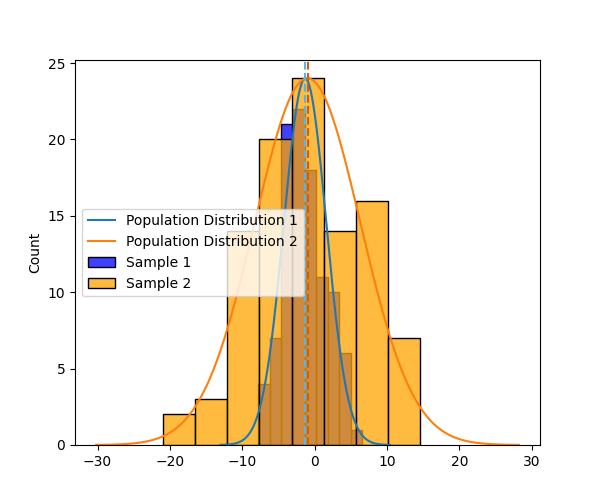 25
20
15
10
5
0
Count
Population Distribution 1
Population Distribution 2
Sample 1
Sample 2
−30
−20
−10
0
10
20
30